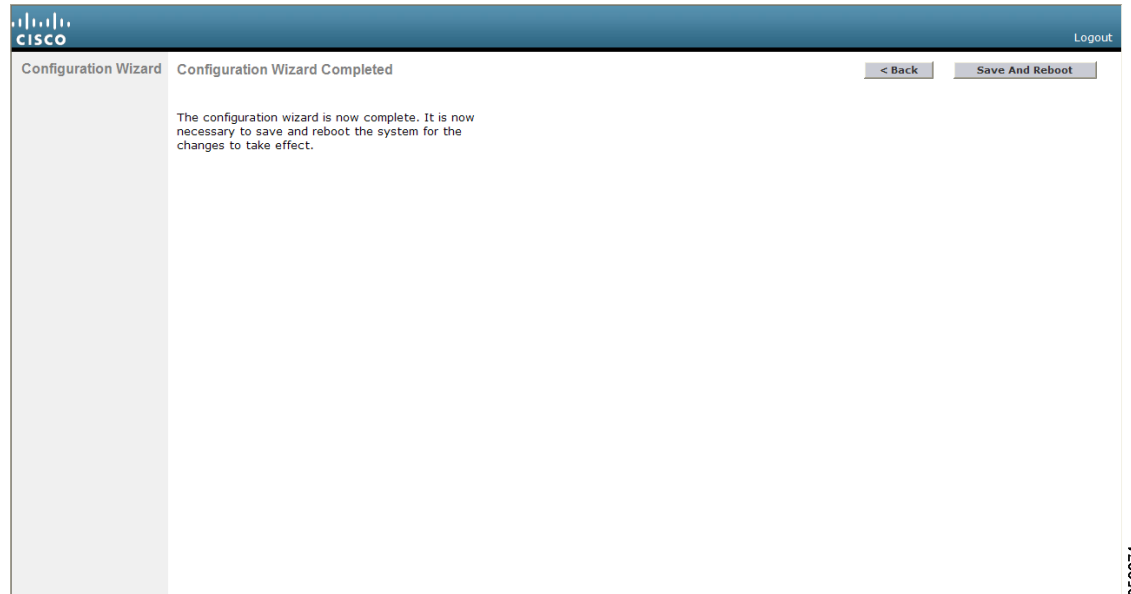 CISCO
Logout
Configuration Wizard
Configuration Wizard Completed
< Back
Save And Reboot
The configuration wizard is now complete. It is now
necessary to save and reboot the system for the
changes to take effect.